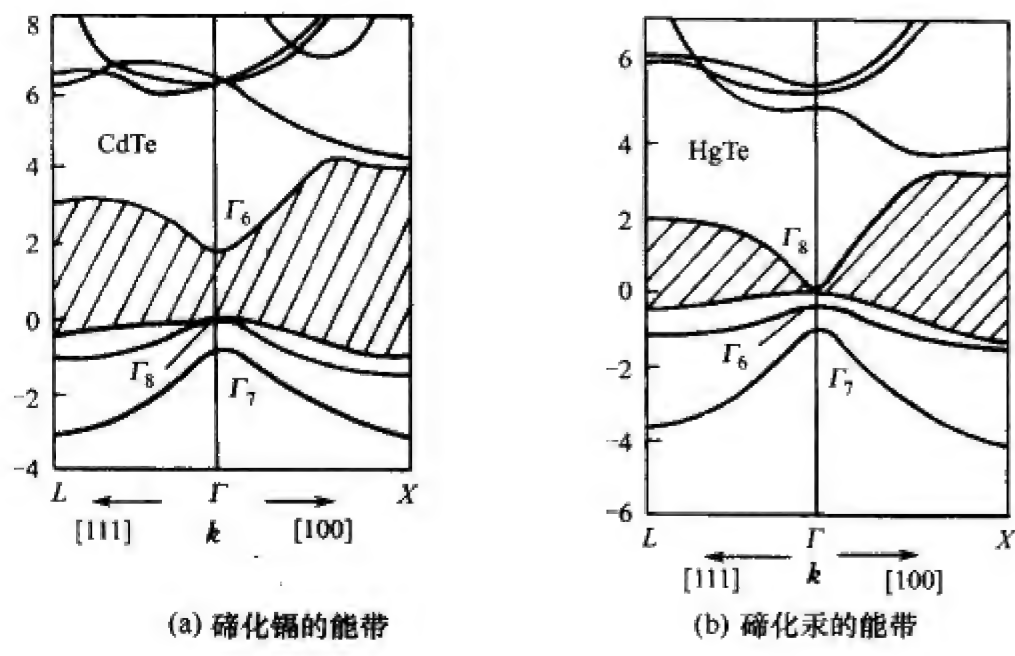 8
6
4
2
0
-2
-4
CdTe
Γ6
Γ8
Γ7
L Γ X
[111] k [100]
(a) 碲化镉的能带
6
4
2
0
-2
-4
-6
HgTe
Γ8
Γ6
Γ7
L Γ X
[111] k [100]
(b) 碲化汞的能带